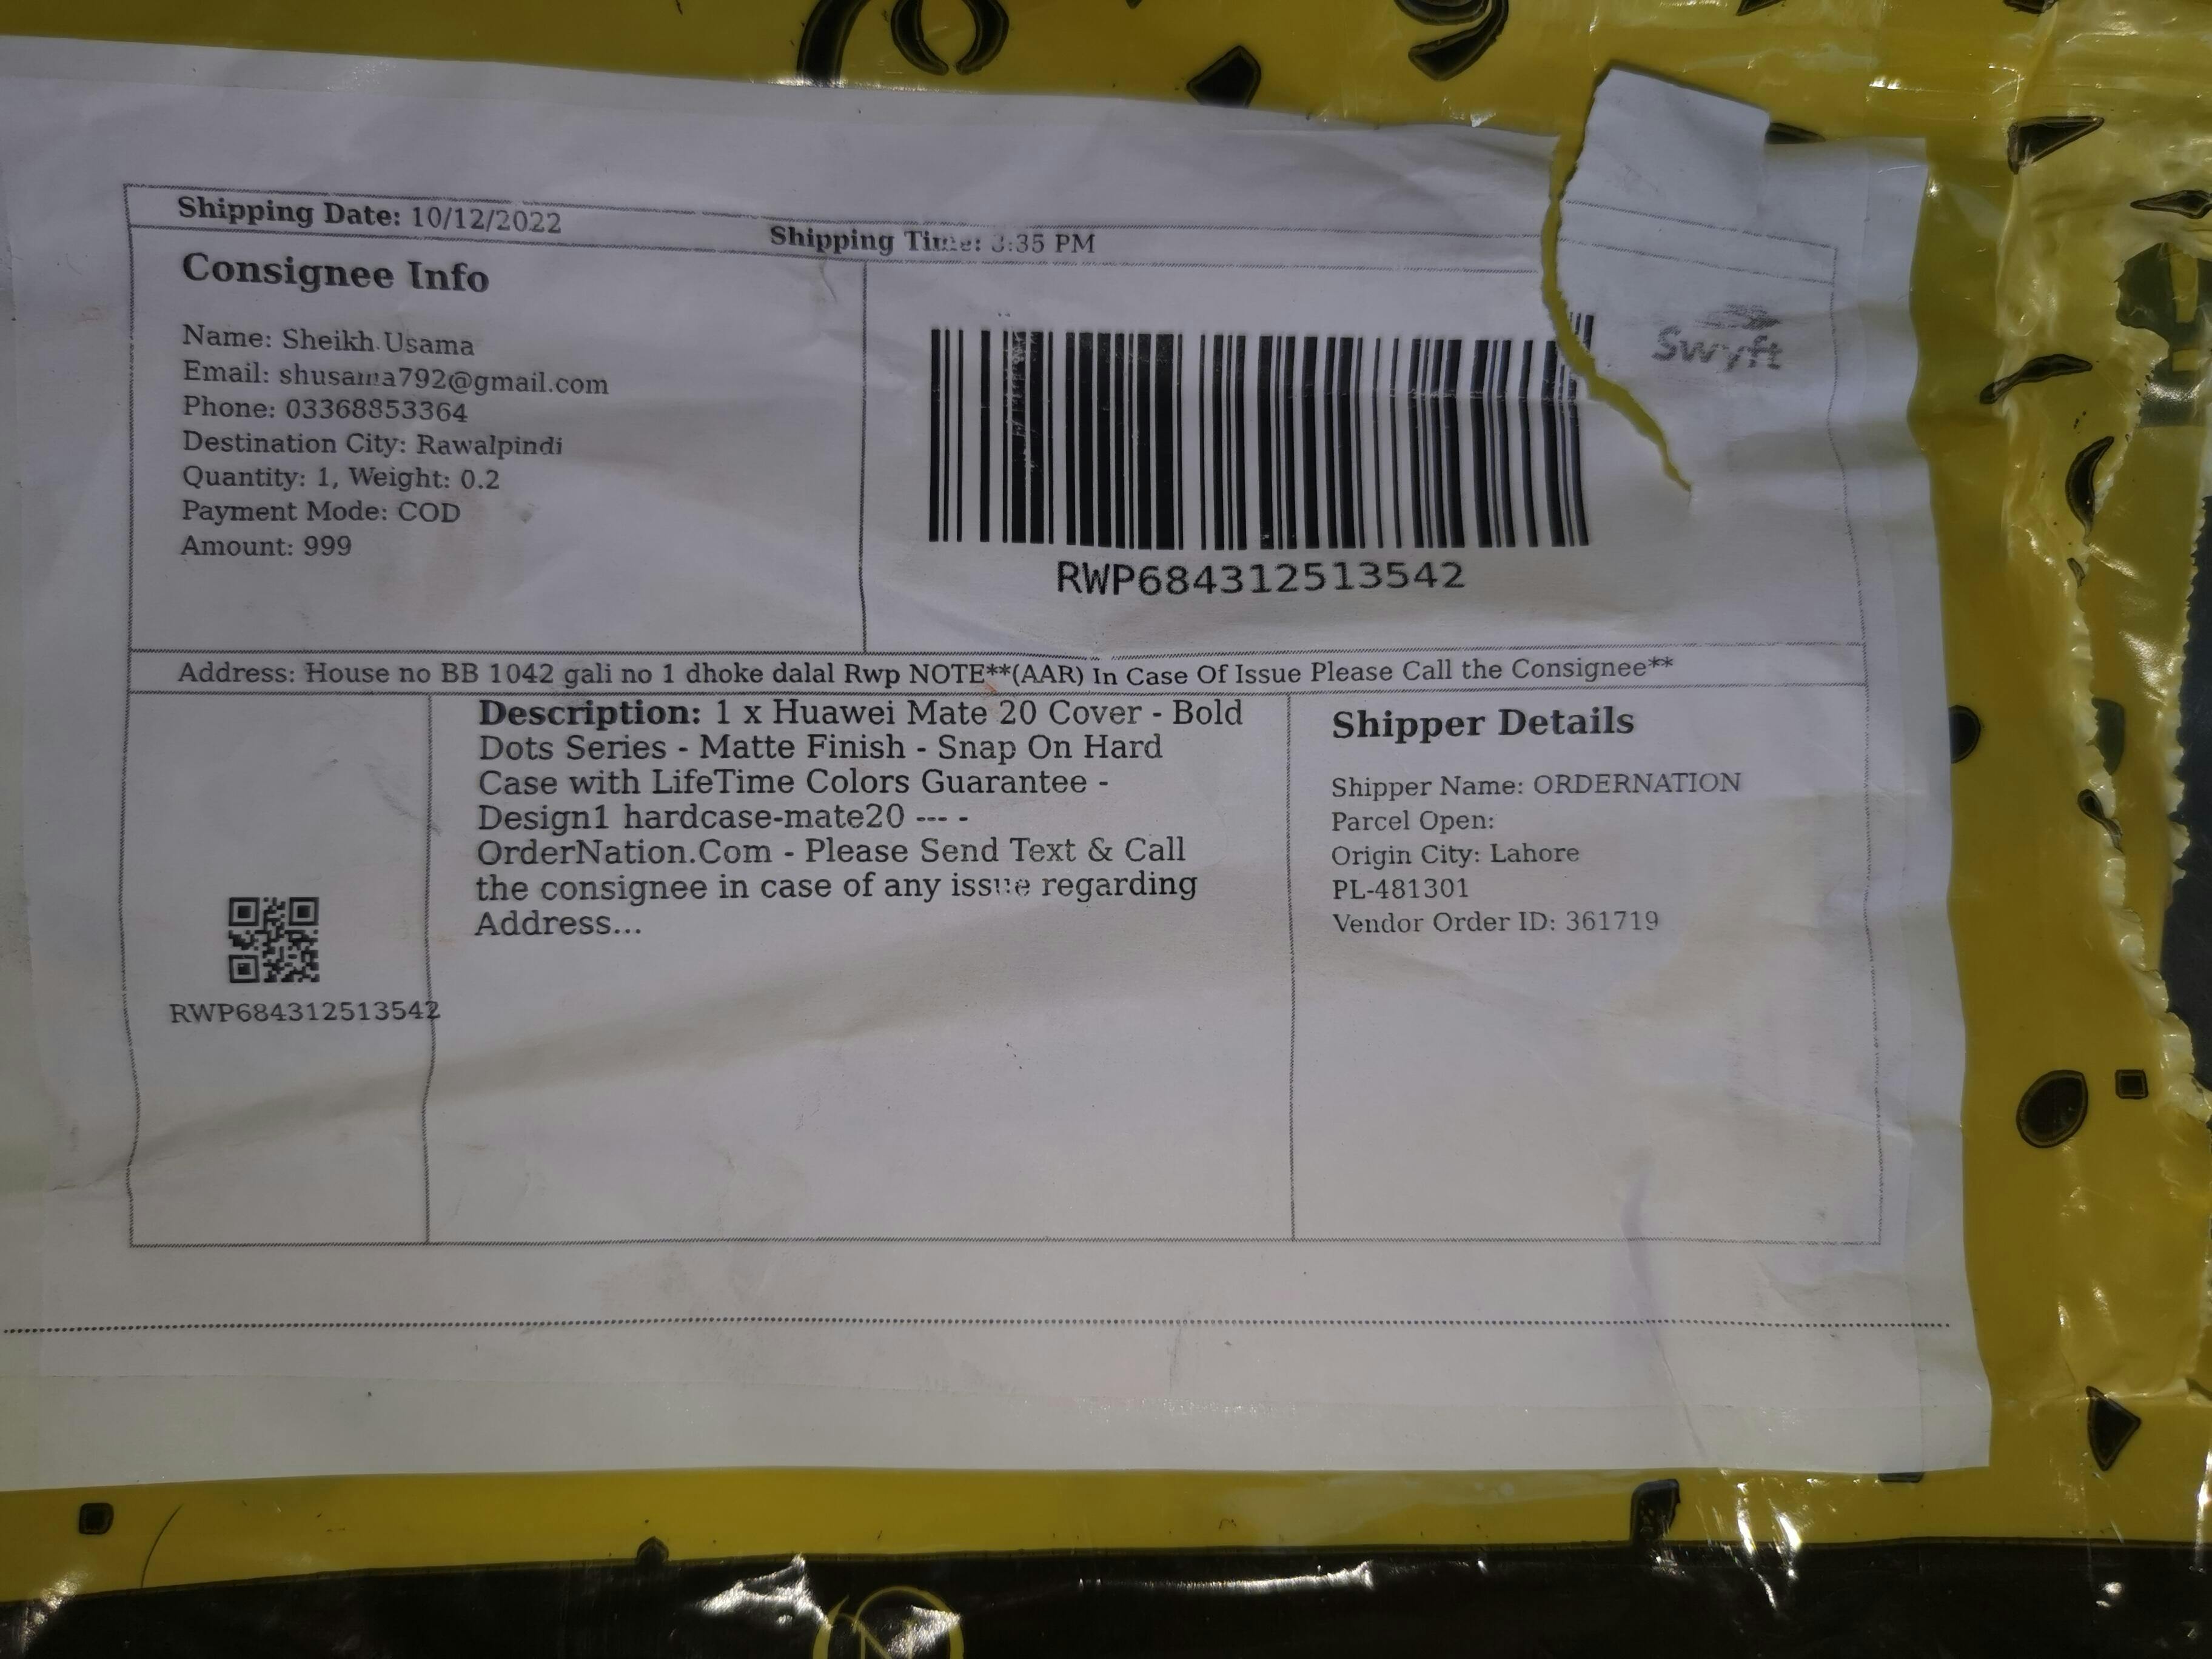 Shipping Date: 10/12/2022
Shipping Time: 3:35 PM
Consignee Info
Name: Sheikh Usama
Email: shusama792@gmail.com
Phone: 03368853364
Destination City: Rawalpindi
Quantity: 1, Weight: 0.2
Payment Mode: COD
Amount: 999
RWP684312513542
Swyft
Address: House no BB 1042 gali no 1 dhoke dalal Rwp NOTE**(AAR) In Case Of Issue Please Call the Consignee**
RWP684312513542
Description: 1 x Huawei Mate 20 Cover - Bold
Dots Series - Matte Finish - Snap On Hard
Case with LifeTime Colors Guarantee -
Design1 hardcase-mate20 --- -
OrderNation.Com - Please Send Text & Call
the consignee in case of any issue regarding
Address...
Shipper Details
Shipper Name: ORDERNATION
Parcel Open:
Origin City: Lahore
PL-481301
Vendor Order ID: 361719